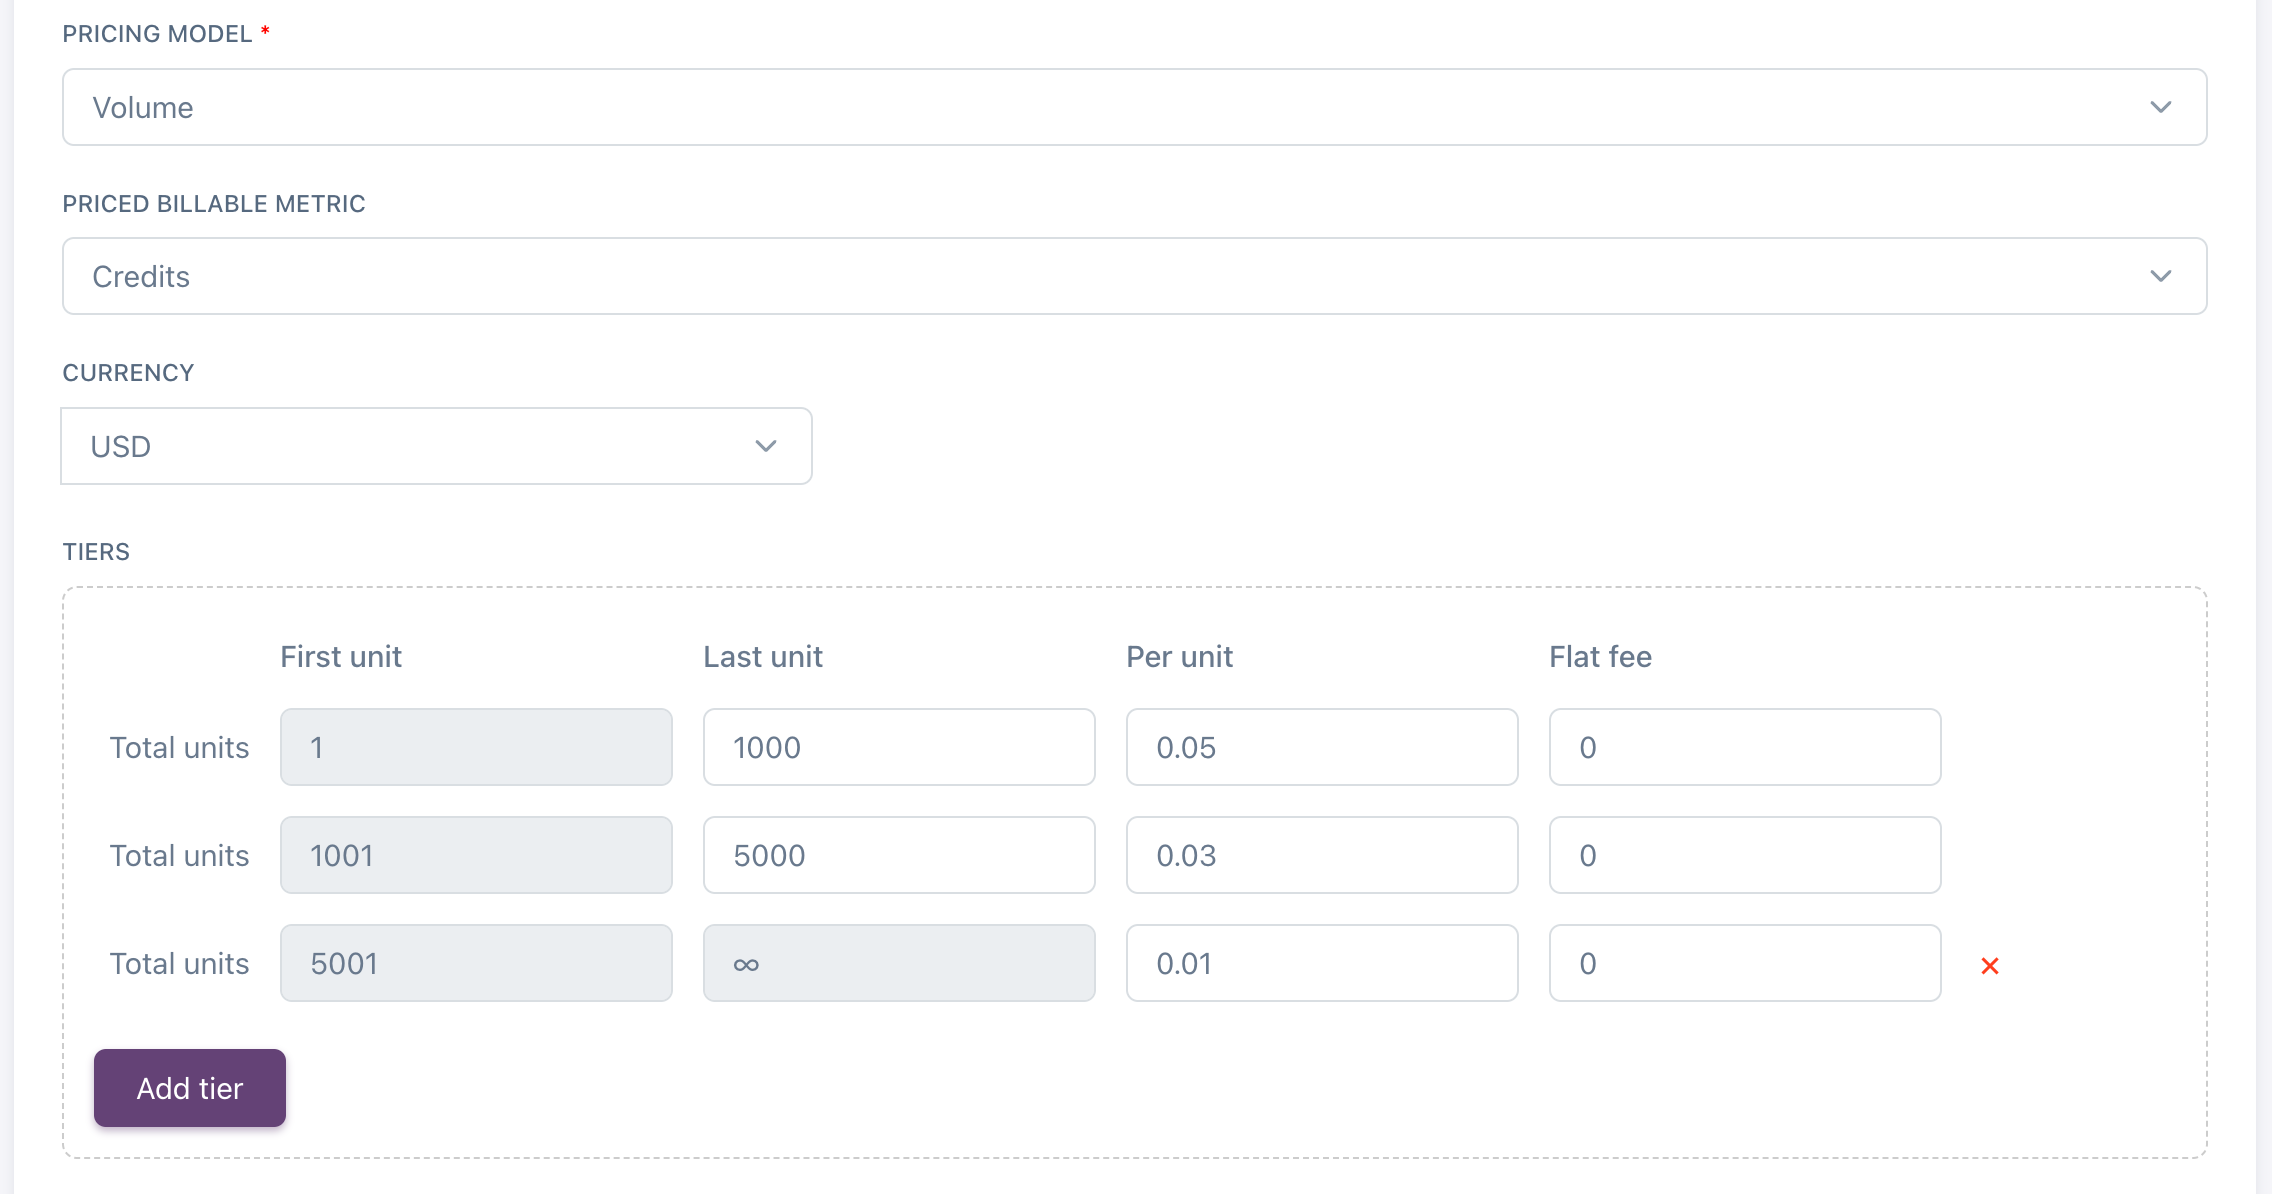 PRICING MODEL *
Volume
PRICED BILLABLE METRIC
Credits
CURRENCY
USD
TIERS
First unit Last unit Per unit Flat fee
Total units 1 1000 0.05 0
Total units 1001 5000 0.03 0
Total units 5001 ∞ 0.01 0
Add tier